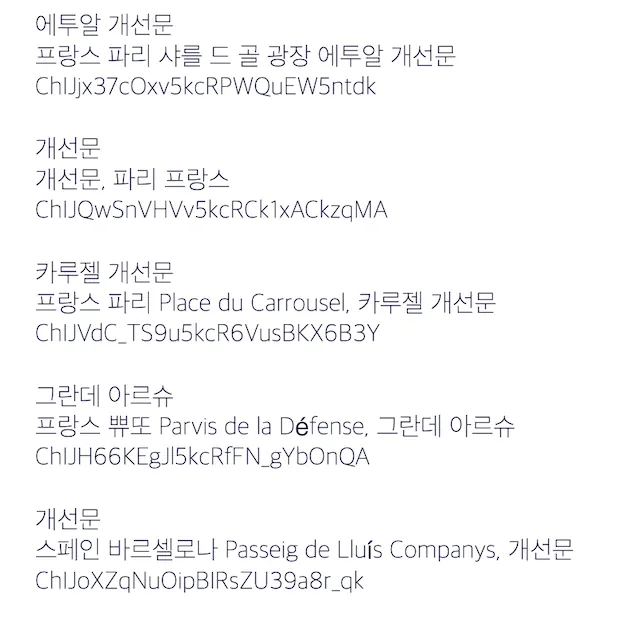 에투알 개선문
프랑스 파리 샤를 드 골 광장 에투알 개선문
ChIJjx37cOxv5kcRPWQuEW5ntdk
개선문
개선문, 파리 프랑스
ChIJQwSnVHVv5kcRCk1xACkzqMA
카루젤 개선문
프랑스 파리 Place du Carrousel, 카루젤 개선문
ChIJVdC_TS9u5kcR6VusBKX6B3Y
그란데 아르슈
프랑스 쀼또 Parvis de la Défense, 그란데 아르슈
ChIJH66KEgJl5kcRfFN_gYbOnQA
개선문
스페인 바르셀로나 Passeig de Lluís Companys, 개선문
ChIJoXZqNuOipBIRsZU39a8r_qk